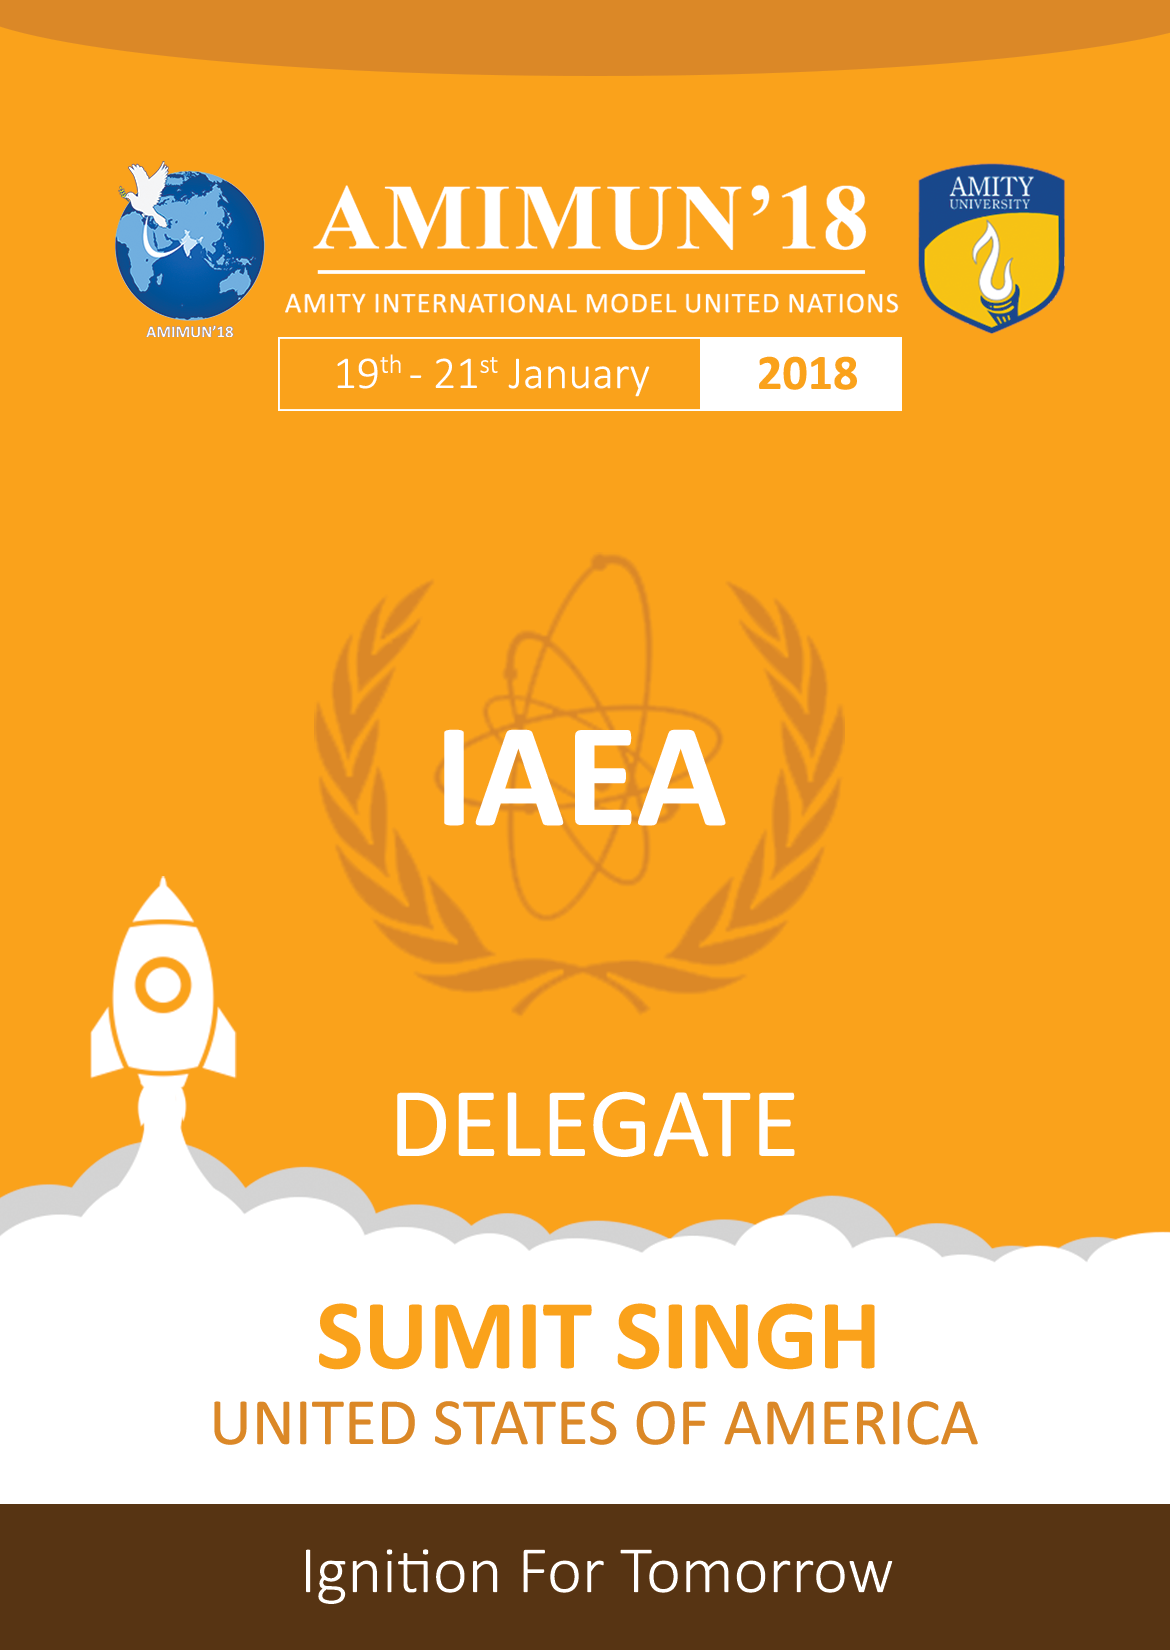 AMIMUN’18
AMITY INTERNATIONAL MODEL UNITED NATIONS
AMIMUN’18
AMITY
UNIVERSITY
19th - 21st January 2018
IAEA
DELEGATE
SUMIT SINGH
UNITED STATES OF AMERICA
Ignition For Tomorrow